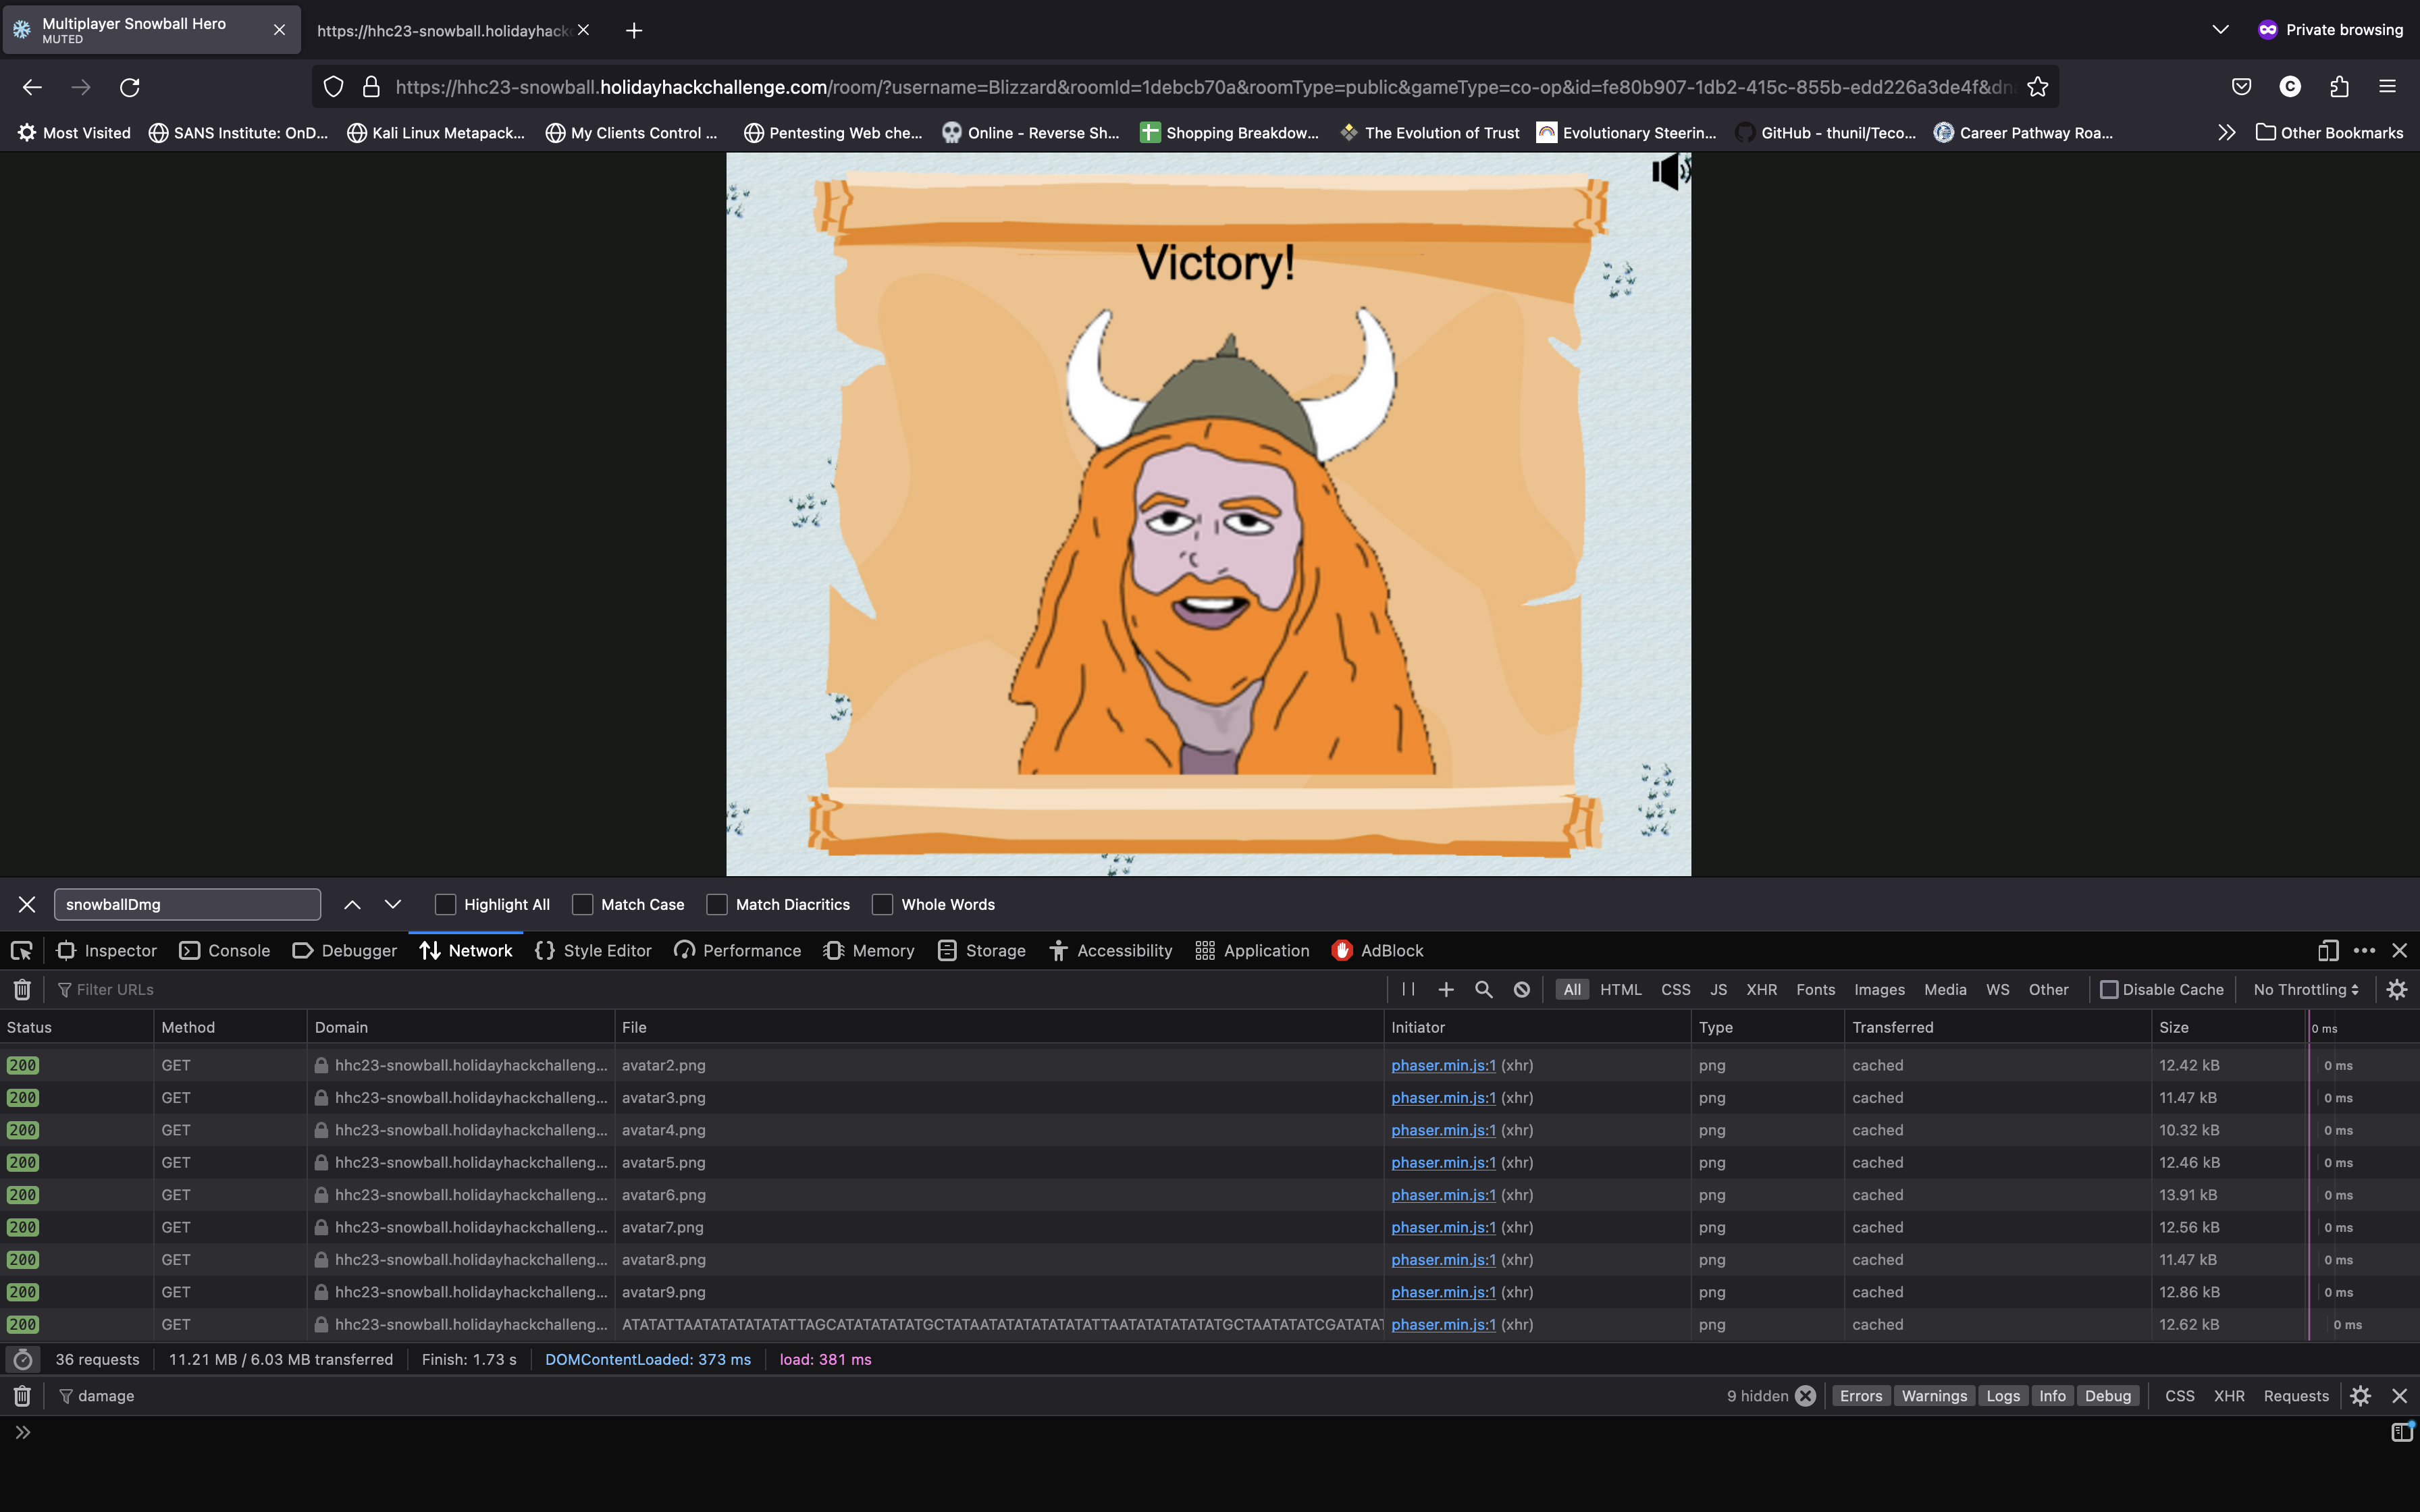 Multiplayer Snowball Hero
MUTED
https://hhc23-snowball.holidayhack
Private browsing
https://hhc23-snowball.holidayhackchallenge.com/room/?username=Blizzard&roomId=1debcb70a&roomType=public&gameType=co-op&id=fe80b907-1db2-415c-855b-edd226a3de4f&dn
Most Visited SANS Institute: OnD... Kali Linux Metapack... My Clients Control ... Pentesting Web che... Online - Reverse Sh... Shopping Breakdow... The Evolution of Trust Evolutionary Steerin... GitHub - thunil/Teco... Career Pathway Roa... Other Bookmarks
Victory!
snowballDmg Highlight All Match Case Match Diacritics Whole Words
Inspector Console Debugger Network Style Editor Performance Memory Storage Accessibility Application AdBlock
Filter URLs All HTML CSS JS XHR Fonts Images Media WS Other Disable Cache No Throttling
Status Method Domain File Initiator Type Transferred Size 0 ms
200 GET hhc23-snowball.holidayhackchalleng... avatar2.png phaser.min.js:1 (xhr) png cached 12.42 kB 0 ms
200 GET hhc23-snowball.holidayhackchalleng... avatar3.png phaser.min.js:1 (xhr) png cached 11.47 kB 0 ms
200 GET hhc23-snowball.holidayhackchalleng... avatar4.png phaser.min.js:1 (xhr) png cached 10.32 kB 0 ms
200 GET hhc23-snowball.holidayhackchalleng... avatar5.png phaser.min.js:1 (xhr) png cached 12.46 kB 0 ms
200 GET hhc23-snowball.holidayhackchalleng... avatar6.png phaser.min.js:1 (xhr) png cached 13.91 kB 0 ms
200 GET hhc23-snowball.holidayhackchalleng... avatar7.png phaser.min.js:1 (xhr) png cached 12.56 kB 0 ms
200 GET hhc23-snowball.holidayhackchalleng... avatar8.png phaser.min.js:1 (xhr) png cached 11.47 kB 0 ms
200 GET hhc23-snowball.holidayhackchalleng... avatar9.png phaser.min.js:1 (xhr) png cached 12.86 kB 0 ms
200 GET hhc23-snowball.holidayhackchalleng... ATATATTAATATATATATATTAGCATATATATATGCTATAATATATATATATATTAATATATATATATGCTAATATATCGATATAT phaser.min.js:1 (xhr) png cached 12.62 kB 0 ms
36 requests 11.21 MB / 6.03 MB transferred Finish: 1.73 s DOMContentLoaded: 373 ms load: 381 ms
damage 9 hidden Errors Warnings Logs Info Debug CSS XHR Requests